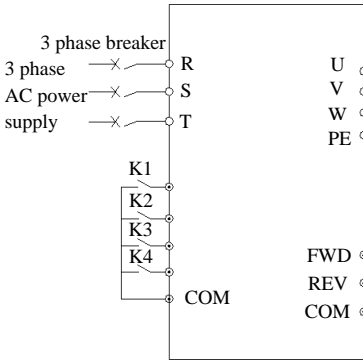 3 phase breaker
3 phase
AC power
supply
R
S
T
U
V
W
PE
K1
K2
K3
K4
COM
FWD
REV
COM